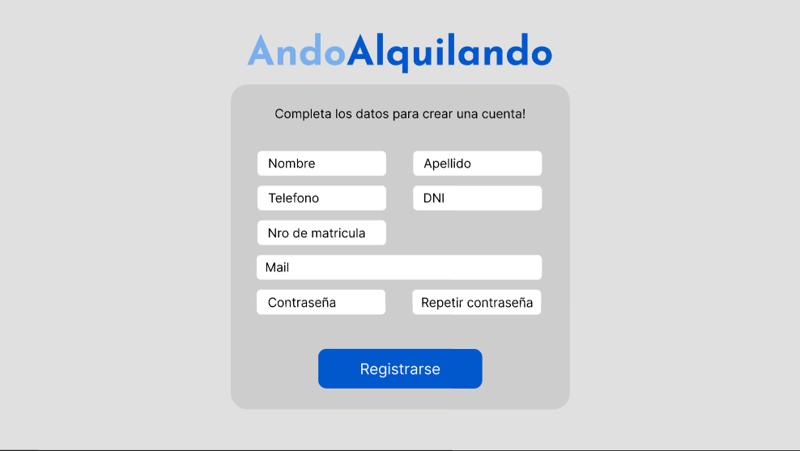 AndoAlquilando
Completa los datos para crear una cuenta!
Nombre
Apellido
Telefono
DNI
Nro de matricula
Mail
Contraseña
Repetir contraseña
Registrarse